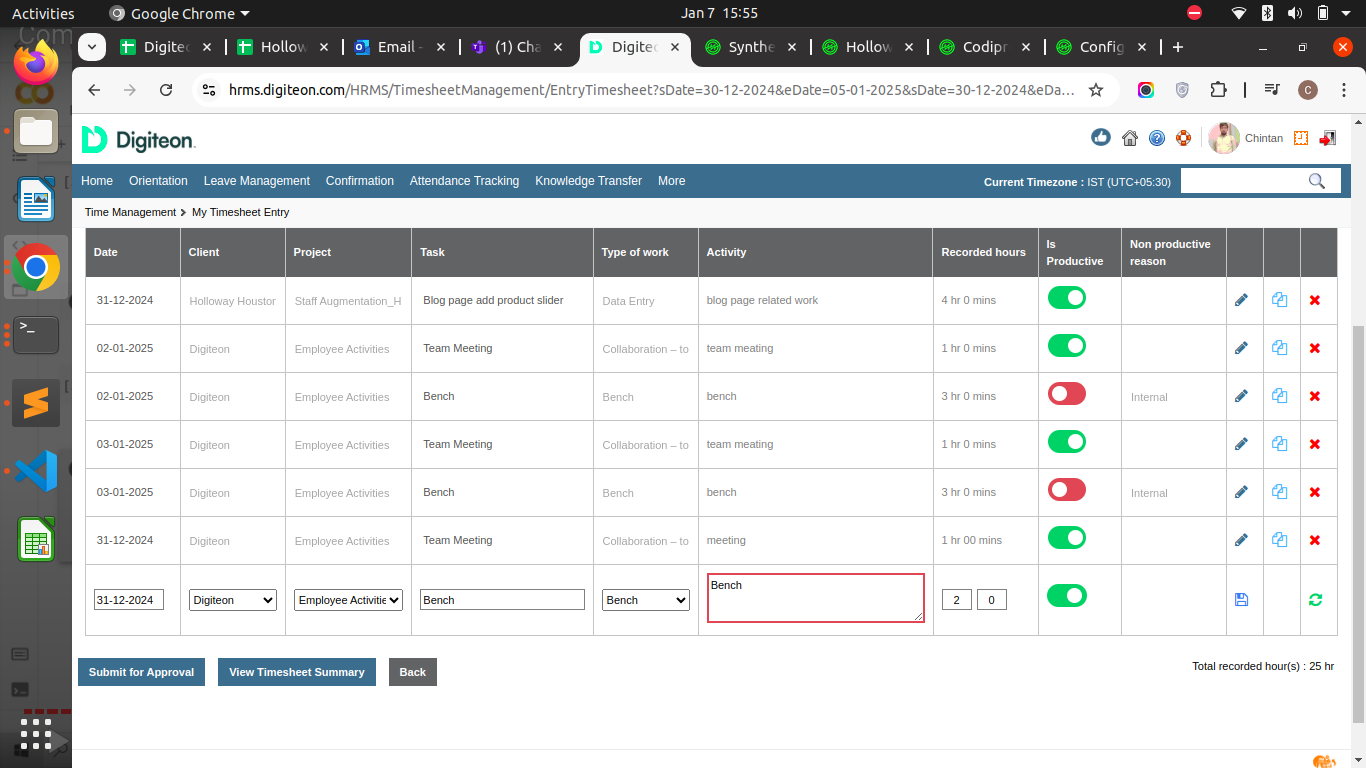 Activities Google Chrome Jan 7 15:55
Com
Digitec Hollow Email - (1) Cha Digitec Synthe Hollow Codipr Config
hrms.digiteon.com/HRMS/TimesheetManagement/EntryTimesheet?sDate=30-12-2024&eDate=05-01-2025&sDate=30-12-2024&eDa... C
Digiteon. Chintan
Home Orientation Leave Management Confirmation Attendance Tracking Knowledge Transfer More Current Timezone : IST (UTC+05:30)
Time Management > My Timesheet Entry
Date Client Project Task Type of work Activity Recorded hours Is Productive Non productive reason
31-12-2024 Holloway Houstor Staff Augmentation_H Blog page add product slider Data Entry blog page related work 4 hr 0 mins
02-01-2025 Digiteon Employee Activities Team Meeting Collaboration – to team meating 1 hr 0 mins
02-01-2025 Digiteon Employee Activities Bench Bench bench 3 hr 0 mins Internal
03-01-2025 Digiteon Employee Activities Team Meeting Collaboration – to team meating 1 hr 0 mins
03-01-2025 Digiteon Employee Activities Bench Bench bench 3 hr 0 mins Internal
31-12-2024 Digiteon Employee Activities Team Meeting Collaboration – to meeting 1 hr 00 mins
31-12-2024 Digiteon Employee Activitie Bench Bench Bench 2 0
Submit for Approval View Timesheet Summary Back Total recorded hour(s) : 25 hr